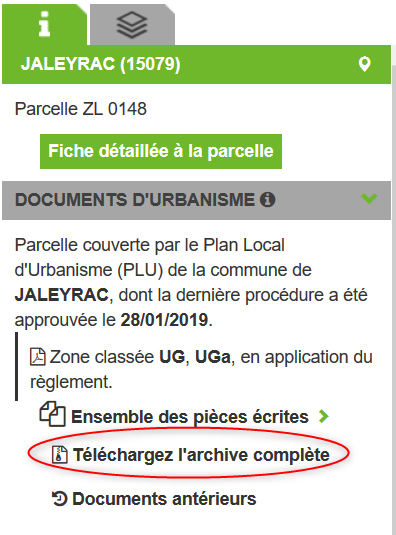 JALEYRAC (15079)
Parcelle ZL 0148
Fiche détaillée à la parcelle
DOCUMENTS D'URBANISME
Parcelle couverte par le Plan Local
d'Urbanisme (PLU) de la commune de
JALEYRAC, dont la dernière procédure a été
approuvée le 28/01/2019.
Zone classée UG, UGa, en application du
règlement.
Ensemble des pièces écrites
Téléchargez l'archive complète
Documents antérieurs